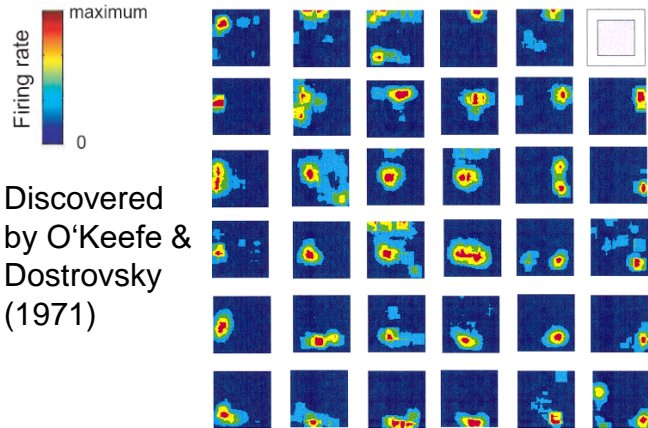 maximum
Firing rate
0
Discovered
by O‘Keefe &
Dostrovsky
(1971)